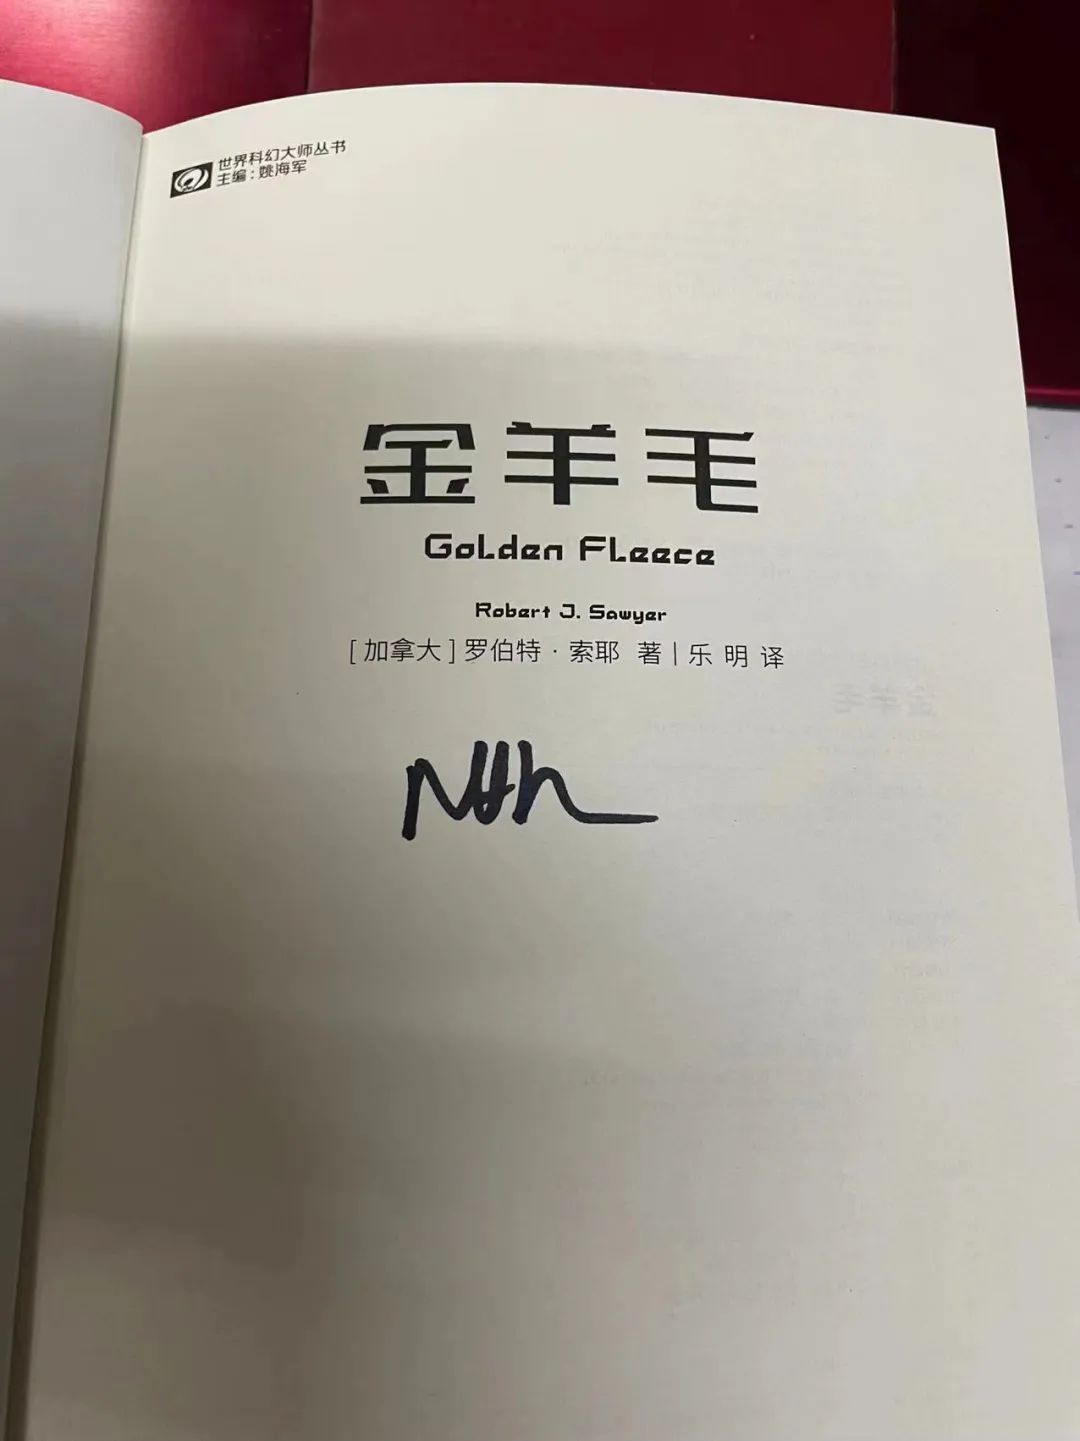 世界科幻大师丛书
主编:姚海军
金羊毛
Golden Fleece
Robert J. Sawyer
[加拿大]罗伯特·索耶 著|乐明 译